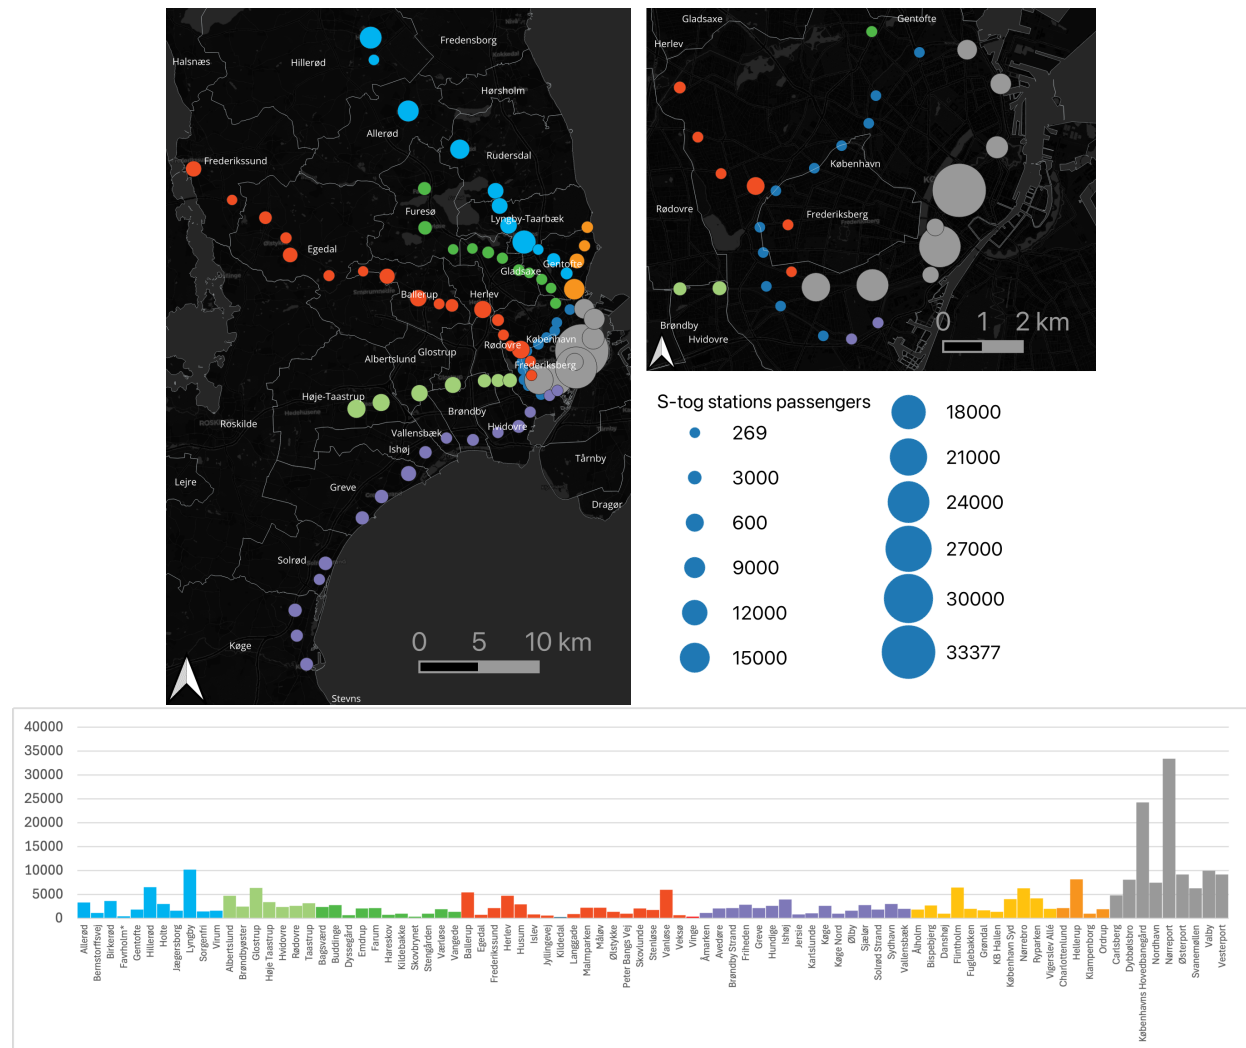 Fredensborg
Halsnæs
Hillerød
Hørsholm
Allerød
Rudersdal
Frederikssund
Furesø
Lyngby-Taarbæk
Egedal
Gentofte
Gladsaxe
Ballerup
Herlev
København
Rødovre
Glostrup
Albertslund
Frederiksberg
Høje-Taastrup
Brøndby
Roskilde
Hvidovre
Vallensbæk
Ishøj
Tårnby
Lejre
Greve
Dragør
Solrød
Køge
Stevns
0 5 10 km
Gladsaxe
Gentofte
Herlev
København
Rødovre
Frederiksberg
Brøndby
Hvidovre
0 1 2 km
S-tog stations passengers
269
3000
600
9000
12000
15000
18000
21000
24000
27000
30000
33377
40000
35000
30000
25000
20000
15000
10000
5000
0
Allerød
Bernstorffsvej
Birkerød
Favrholm*
Gentofte
Hillerød
Holte
Jægersborg
Lyngby
Sorgenfri
Virum
Albertslund
Brøndbyøster
Glostrup
Høje Taastrup
Hvidovre
Rødovre
Taastrup
Bagsværd
Buddinge
Dyssegård
Emdrup
Farum
Hareskov
Kildebakke
Skovbrynet
Stengården
Værløse
Vangede
Ballerup
Egedal
Frederikssund
Herlev
Husum
Islev
Jyllingevej
Kildedal
Langgade
Malmparken
Måløv
Ølstykke
Peter Bangs Vej
Skovlunde
Stenløse
Vanløse
Veksø
Vinge
Åmarken
Avedøre
Brøndby Strand
Friheden
Greve
Hundige
Ishøj
Jersie
Karlslunde
Køge
Køge Nord
Ølby
Sjælør
Solrød Strand
Sydhavn
Vallensbæk
Ålholm
Bispebjerg
Danshøj
Flintholm
Fuglebakken
Grøndal
KB Hallen
København Syd
Nørrebro
Ryparken
Vigerslev Allé
Charlottenlund
Hellerup
Klampenborg
Ordrup
Carlsberg
Dybbølsbro
Københavns Hovedbanegård
Nordhavn
Nørreport
Østerport
Svanemøllen
Valby
Vesterport